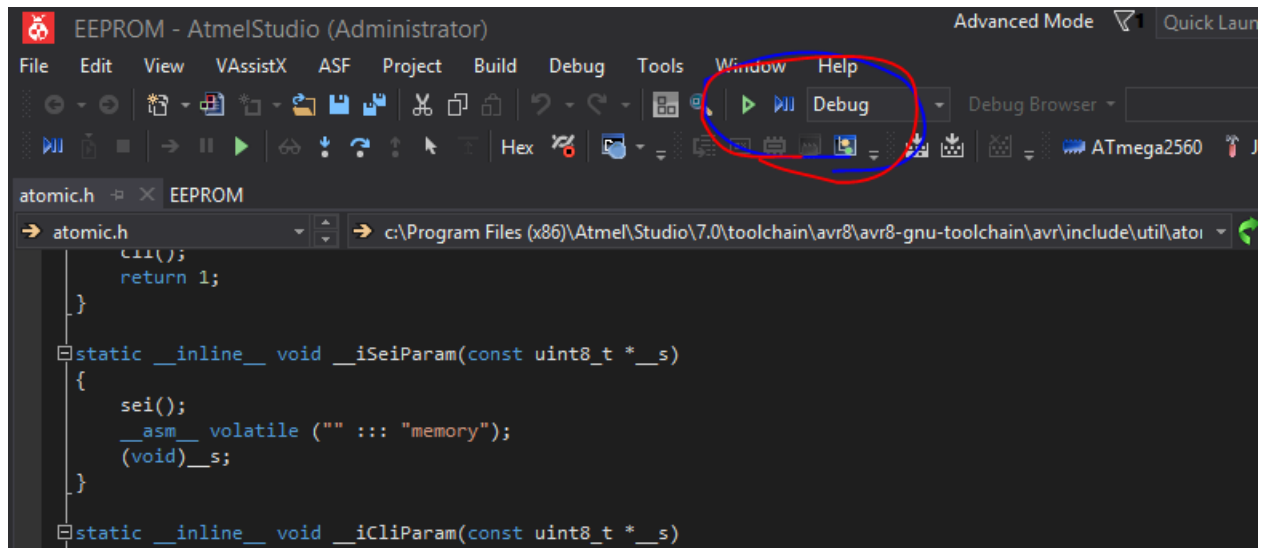 EEPROM - AtmelStudio (Administrator)
Advanced Mode 1 Quick Laun
File Edit View VAssistX ASF Project Build Debug Tools Window Help
Debug Debug Browser
Hex ATmega2560 J
atomic.h EEPROM
atomic.h c:\Program Files (x86)\Atmel\Studio\7.0\toolchain\avr8\avr8-gnu-toolchain\avr\include\util\ato
cli();
return 1;
}
static __inline__ void __iSeiParam(const uint8_t *__s)
{
sei();
__asm__ volatile ("" ::: "memory");
(void)__s;
}
static __inline__ void __iCliParam(const uint8_t *__s)